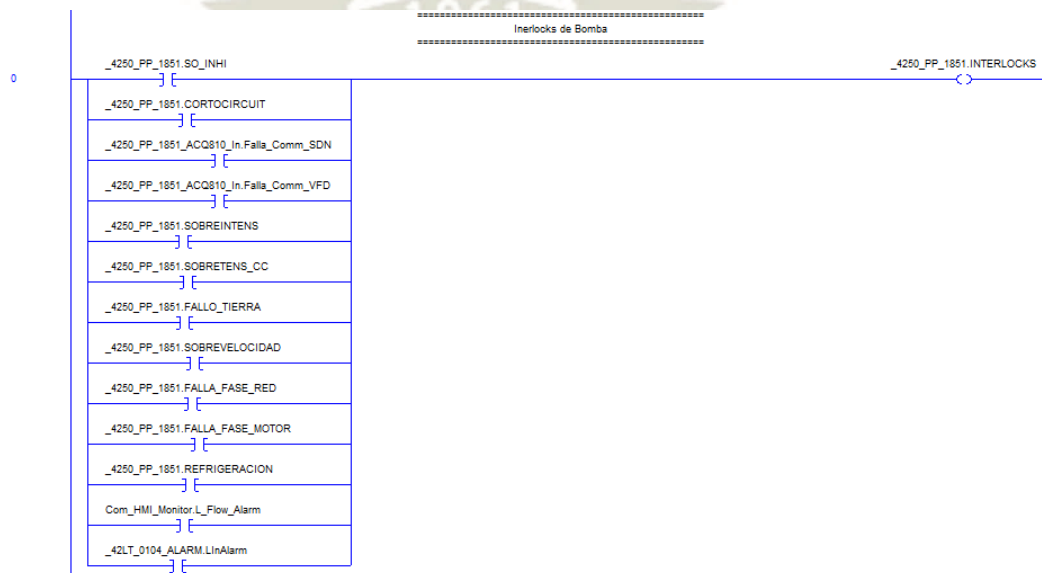 ====================================================
Inerlocks de Bomba
====================================================
_4250_PP_1851.SO_INHI
_4250_PP_1851.INTERLOCKS
0
_4250_PP_1851.CORTOCIRCUIT
_4250_PP_1851_ACQ810_In.Falla_Comm_SDN
_4250_PP_1851_ACQ810_In.Falla_Comm_VFD
_4250_PP_1851.SOBREINTENS
_4250_PP_1851.SOBRETENS_CC
_4250_PP_1851.FALLO_TIERRA
_4250_PP_1851.SOBREVELOCIDAD
_4250_PP_1851.FALLA_FASE_RED
_4250_PP_1851.FALLA_FASE_MOTOR
_4250_PP_1851.REFRIGERACION
Com_HMI_Monitor.L_Flow_Alarm
_42LT_0104_ALARM.LInAlarm